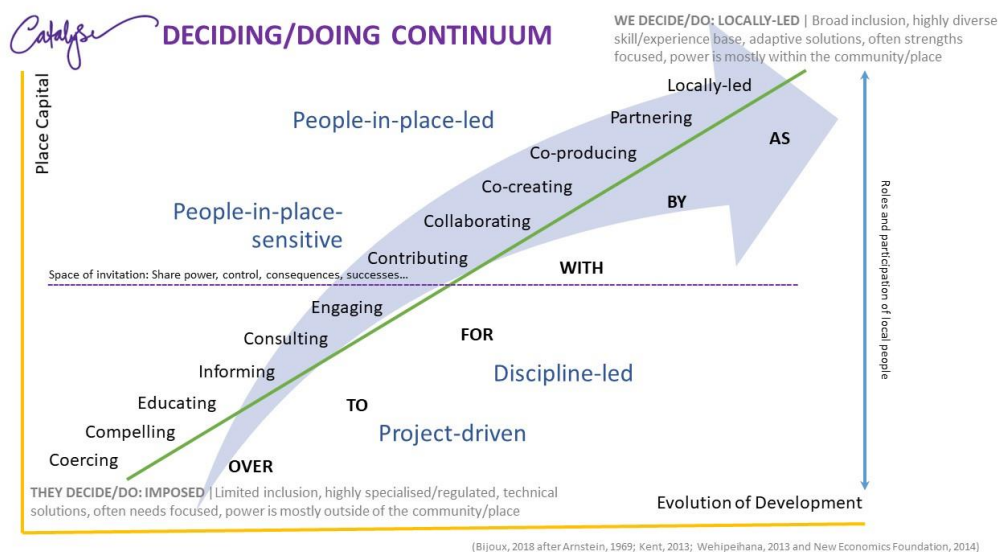 Catalyse
DECIDING/DOING CONTINUUM
WE DECIDE/DO: LOCALLY-LED | Broad inclusion, highly diverse
skill/experience base, adaptive solutions, often strengths
focused, power is mostly within the community/place
Place Capital
Locally-led
People-in-place-led
Partnering
AS
Co-producing
Co-creating
BY
People-in-place-
sensitive
Collaborating
Contributing
WITH
Space of invitation: Share power, control, consequences, successes...
Roles and participation of local people
Engaging
FOR
Consulting
Informing
Discipline-led
Educating
TO
Compelling
Project-driven
Coercing
OVER
THEY DECIDE/DO: IMPOSED |Limited inclusion, highly specialised/regulated, technical
solutions, often needs focused, power is mostly outside of the community/place
Evolution of Development
(Bijoux, 2018 after Arnstein, 1969; Kent, 2013; Wehipeihana, 2013 and New Economics Foundation, 2014)